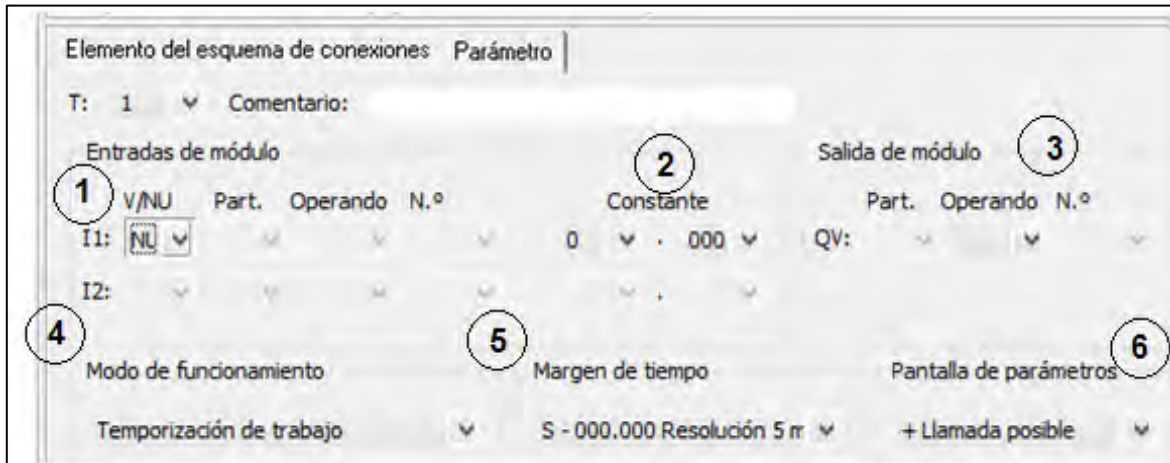 Elemento del esquema de conexiones Parámetro
T: 1 Comentario:
Entradas de módulo Salida de módulo 3
1 2
V/NU Part. Operando N.º Constante Part. Operando N.º
I1: NU 0 . 000 QV:
I2: .
4 5 6
Modo de funcionamiento Margen de tiempo Pantalla de parámetros
Temporización de trabajo S - 000.000 Resolución 5 m + Llamada posible